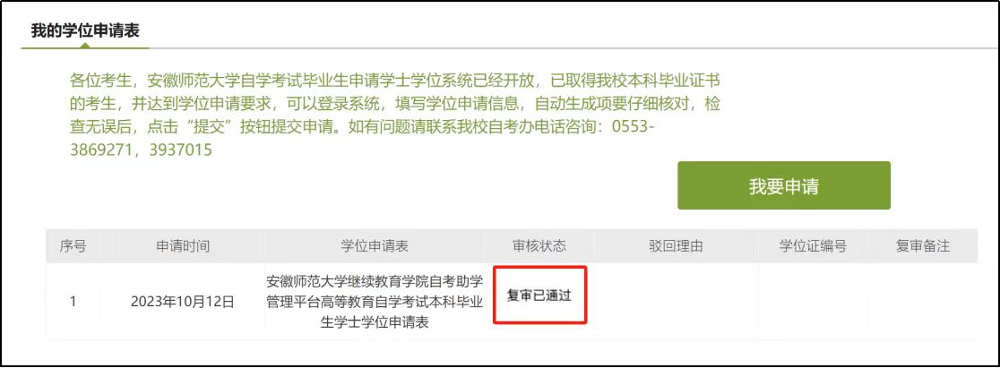 我的学位申请表
各位考生，安徽师范大学自学考试毕业生申请学士学位系统已经开放，已取得我校本科毕业证书
的考生，并达到学位申请要求，可以登录系统，填写学位申请信息，自动生成项要仔细核对，检
查无误后，点击“提交”按钮提交申请。如有问题请联系我校自考办电话咨询：0553-
3869271，3937015
我要申请
序号 申请时间 学位申请表 审核状态 驳回理由 学位证编号 复审备注
安徽师范大学继续教育学院自考助学
1 2023年10月12日 管理平台高等教育自学考试本科毕业 复审已通过
生学士学位申请表